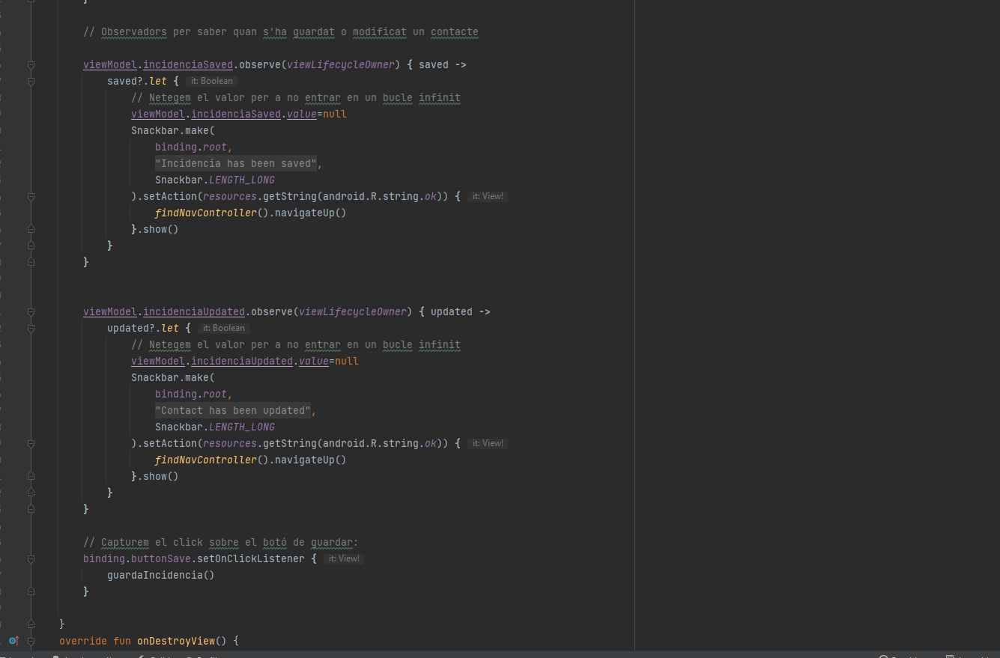 }
// Observadors per saber quan s'ha guardat o modificat un contacte
viewModel.incidenciaSaved.observe(viewLifecycleOwner) { saved ->
saved?.let { it: Boolean
// Netegem el valor per a no entrar en un bucle infinit
viewModel.incidenciaSaved.value=null
Snackbar.make(
binding.root,
"Incidencia has been saved",
Snackbar.LENGTH_LONG
).setAction(resources.getString(android.R.string.ok)) { it: View!
findNavController().navigateUp()
}.show()
}
}
viewModel.incidenciaUpdated.observe(viewLifecycleOwner) { updated ->
updated?.let { it: Boolean
// Netegem el valor per a no entrar en un bucle infinit
viewModel.incidenciaUpdated.value=null
Snackbar.make(
binding.root,
"Contact has been updated",
Snackbar.LENGTH_LONG
).setAction(resources.getString(android.R.string.ok)) { it: View!
findNavController().navigateUp()
}.show()
}
}
// Capturem el click sobre el botó de guardar:
binding.buttonSave.setOnClickListener { it: View!
guardaIncidencia()
}
}
override fun onDestroyView() {